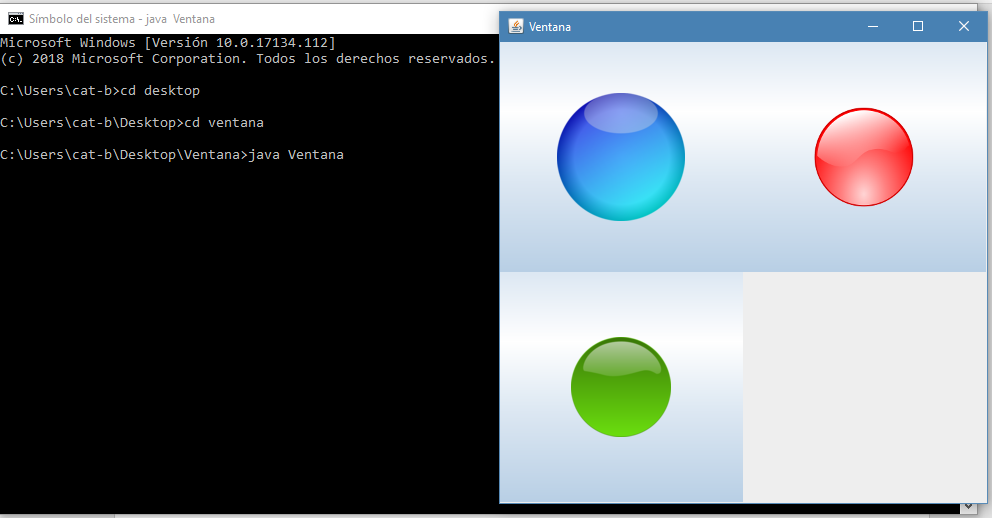 Símbolo del sistema - java  Ventana
Microsoft Windows [Versión 10.0.17134.112]
(c) 2018 Microsoft Corporation. Todos los derechos reservados.
C:\Users\cat-b>cd desktop
C:\Users\cat-b\Desktop>cd ventana
C:\Users\cat-b\Desktop\Ventana>java Ventana
Ventana